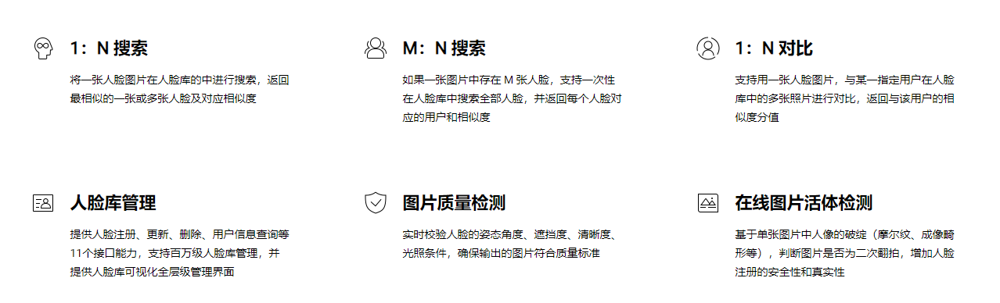 1：N 搜索
将一张人脸图片在人脸库的中进行搜索，返回
最相似的一张或多张人脸及对应相似度
M：N 搜索
如果一张图片中存在 M 张人脸，支持一次性
在人脸库中搜索全部人脸，并返回每个人脸对
应的用户和相似度
1：N 对比
支持用一张人脸图片，与某一指定用户在人脸
库中的多张照片进行对比，返回与该用户的相
似度分值
人脸库管理
提供人脸注册、更新、删除、用户信息查询等
11个接口能力，支持百万级人脸库管理，并
提供人脸库可视化全层级管理界面
图片质量检测
实时校验人脸的姿态角度、遮挡度、清晰度、
光照条件，确保输出的图片符合质量标准
在线图片活体检测
基于单张图片中人像的破绽（摩尔纹、成像畸
形等），判断图片是否为二次翻拍，增加人脸
注册的安全性和真实性